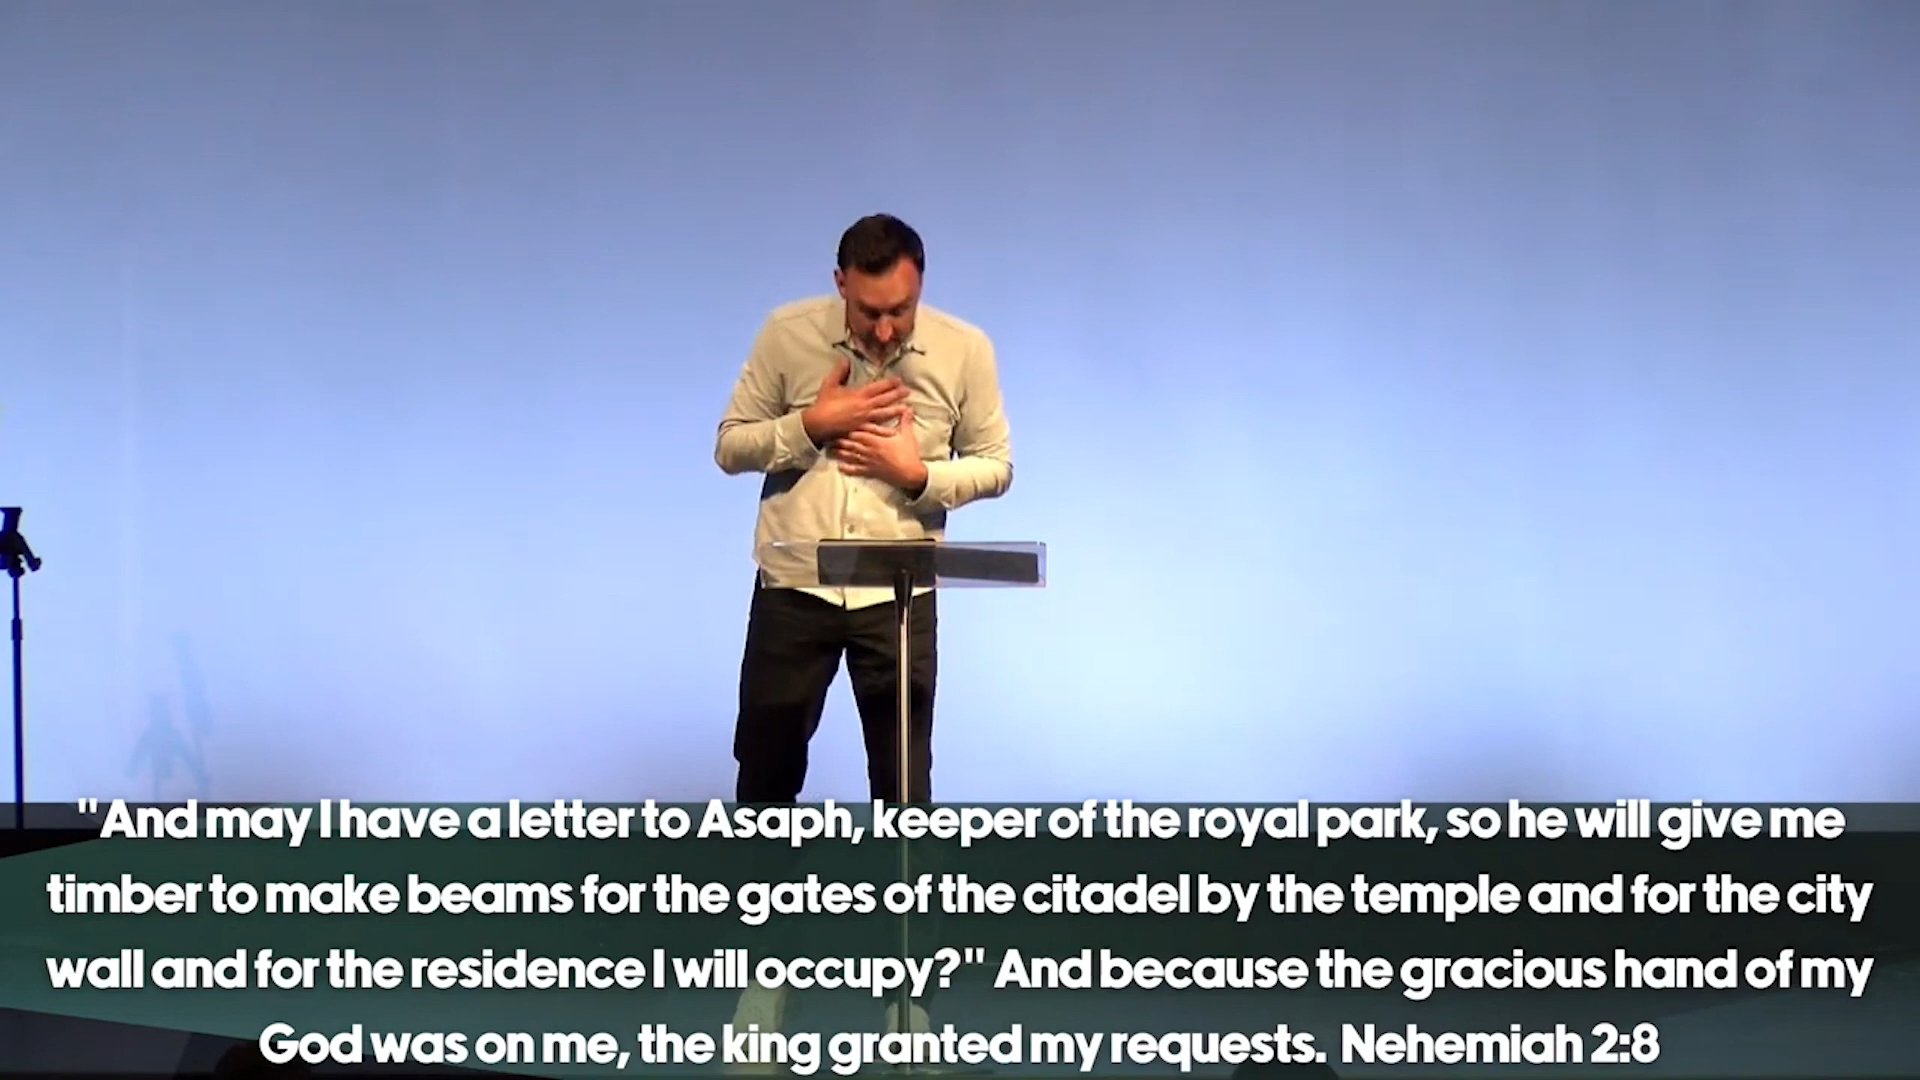 "And may I have a letter to Asaph, keeper of the royal park, so he will give me
timber to make beams for the gates of the citadel by the temple and for the city
wall and for the residence I will occupy?" And because the gracious hand of my
God was on me, the king granted my requests. Nehemiah 2:8